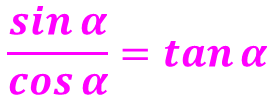 sin α
cos α = tan α